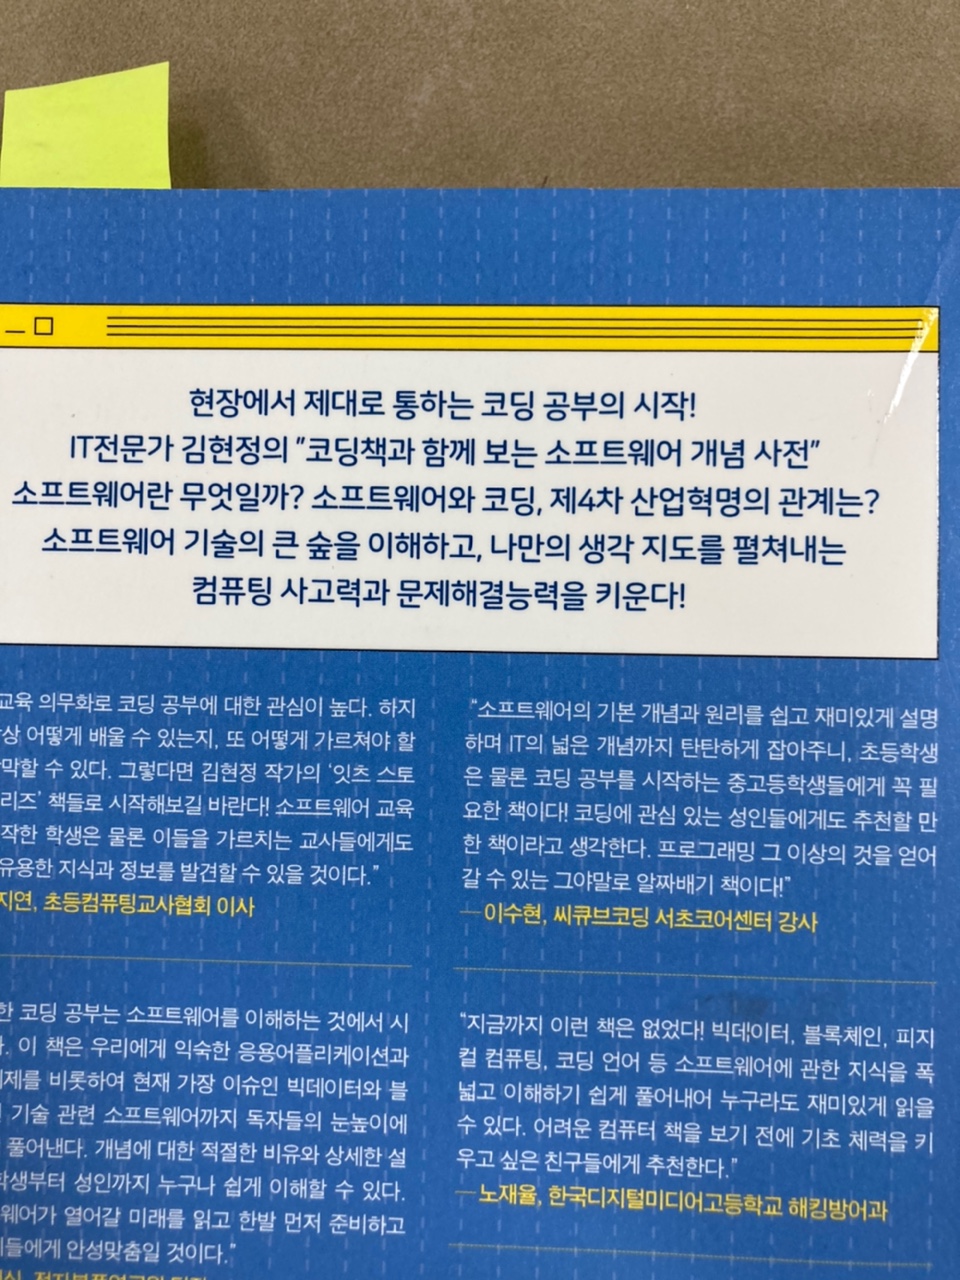 현장에서 제대로 통하는 코딩 공부의 시작!
IT전문가 김현정의 "코딩책과 함께 보는 소프트웨어 개념 사전"
소프트웨어란 무엇일까? 소프트웨어와 코딩, 제4차 산업혁명의 관계는?
소프트웨어 기술의 큰 숲을 이해하고, 나만의 생각 지도를 펼쳐내는
컴퓨팅 사고력과 문제해결능력을 키운다!
교육 의무화로 코딩 공부에 대한 관심이 높다. 하지
상 어떻게 배울 수 있는지, 또 어떻게 가르쳐야 할
막할 수 있다. 그렇다면 김현정 작가의 '잇츠 스토
리즈' 책들로 시작해보길 바란다! 소프트웨어 교육
작한 학생은 물론 이들을 가르치는 교사들에게도
유용한 지식과 정보를 발견할 수 있을 것이다."
지연, 초등컴퓨팅교사협회 이사
한 코딩 공부는 소프트웨어를 이해하는 것에서 시
. 이 책은 우리에게 익숙한 응용어플리케이션과
제를 비롯하여 현재 가장 이슈인 빅데이터와 블
기술 관련 소프트웨어까지 독자들의 눈높이에
풀어낸다. 개념에 대한 적절한 비유와 상세한 설
학생부터 성인까지 누구나 쉽게 이해할 수 있다.
웨어가 열어갈 미래를 읽고 한발 먼저 준비하고
들에게 안성맞춤일 것이다."
"소프트웨어의 기본 개념과 원리를 쉽고 재미있게 설명
하며 IT의 넓은 개념까지 탄탄하게 잡아주니, 초등학생
은 물론 코딩 공부를 시작하는 중고등학생들에게 꼭 필
요한 책이다! 코딩에 관심 있는 성인들에게도 추천할 만
한 책이라고 생각한다. 프로그래밍 그 이상의 것을 얻어
갈 수 있는 그야말로 알짜배기 책이다!"
─ 이수현, 씨큐브코딩 서초코어센터 강사
"지금까지 이런 책은 없었다! 빅데이터, 블록체인, 피지
컬 컴퓨팅, 코딩 언어 등 소프트웨어에 관한 지식을 폭
넓고 이해하기 쉽게 풀어내어 누구라도 재미있게 읽을
수 있다. 어려운 컴퓨터 책을 보기 전에 기초 체력을 키
우고 싶은 친구들에게 추천한다."
─ 노재율, 한국디지털미디어고등학교 해킹방어과